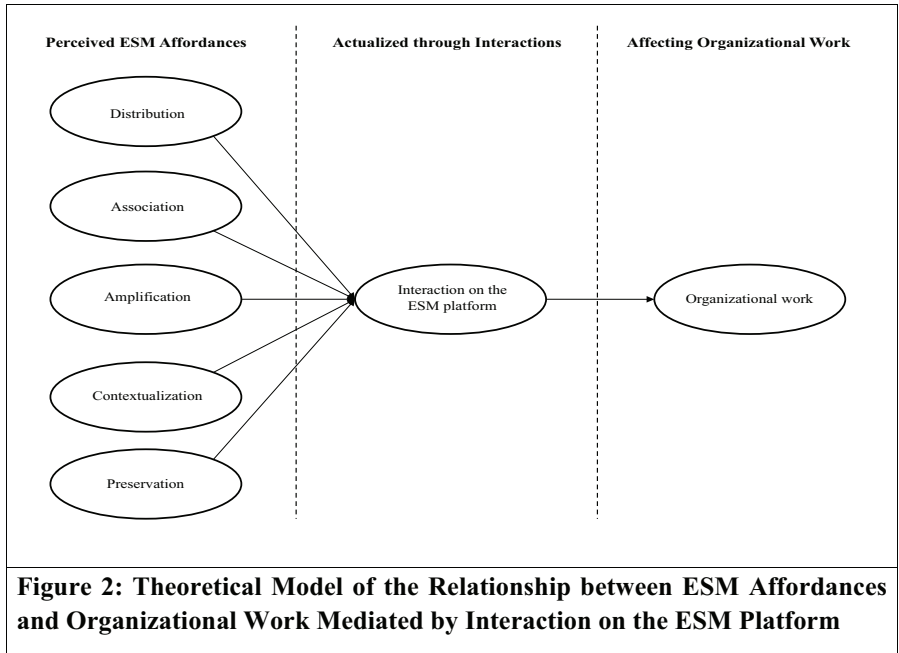 Perceived ESM Affordances
Actualized through Interactions
Affecting Organizational Work
Distribution
Association
Amplification
Contextualization
Preservation
Interaction on the
ESM platform
Organizational work
Figure 2: Theoretical Model of the Relationship between ESM Affordances
and Organizational Work Mediated by Interaction on the ESM Platform